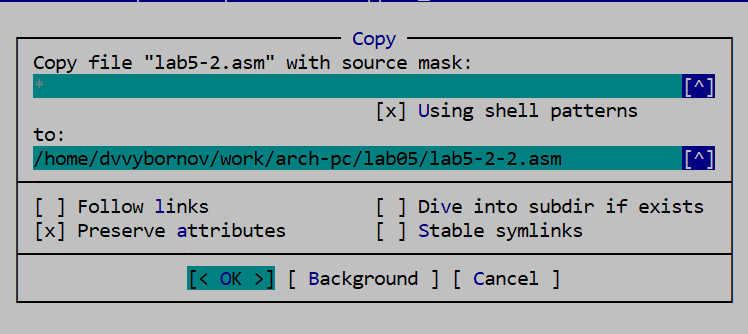 Copy
Copy file "lab5-2.asm" with source mask:
* [^]
[x] Using shell patterns
to:
/home/dvvybornov/work/arch-pc/lab05/lab5-2-2.asm [^]
[ ] Follow links [ ] Dive into subdir if exists
[x] Preserve attributes [ ] Stable symlinks
[< OK >] [ Background ] [ Cancel ]